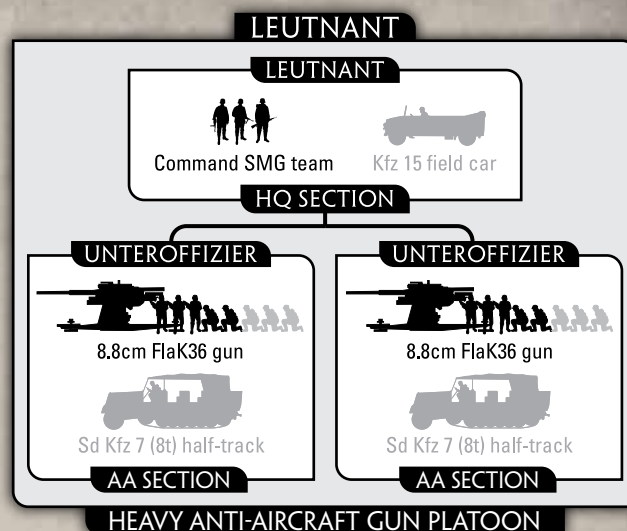 LEUTNANT
LEUTNANT
Command SMG team
Kfz 15 field car
HQ SECTION
UNTEROFFIZIER
8.8cm FlaK36 gun
Sd Kfz 7 (8t) half-track
AA SECTION
UNTEROFFIZIER
8.8cm FlaK36 gun
Sd Kfz 7 (8t) half-track
AA SECTION
HEAVY ANTI-AIRCRAFT GUN PLATOON